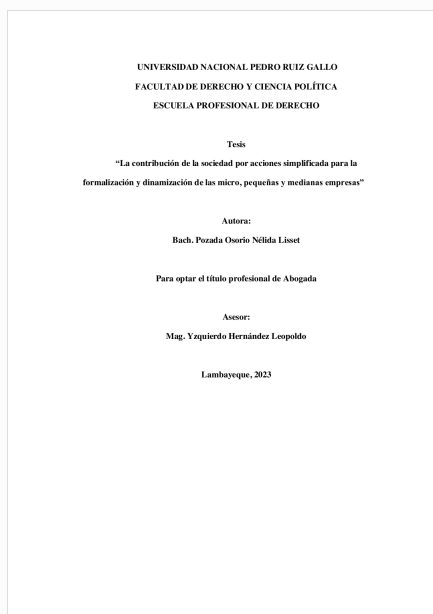 UNIVERSIDAD NACIONAL PEDRO RUIZ GALLO
FACULTAD DE DERECHO Y CIENCIA POLÍTICA
ESCUELA PROFESIONAL DE DERECHO
Tesis
“La contribución de la sociedad por acciones simplificada para la
formalización y dinamización de las micro, pequeñas y medianas empresas”
Autora:
Bach. Pozada Osorio Nélida Lisset
Para optar el título profesional de Abogada
Asesor:
Mag. Yzquierdo Hernández Leopoldo
Lambayeque, 2023